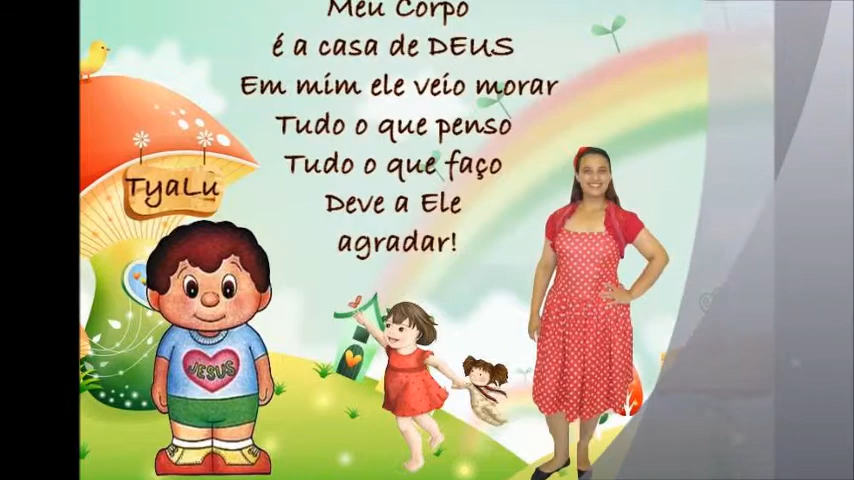 Meu Corpo
é a casa de DEUS
Em mim ele veio morar
Tudo o que penso
Tudo o que faço
Deve a Ele
agradar!
TyaLu
JESUS